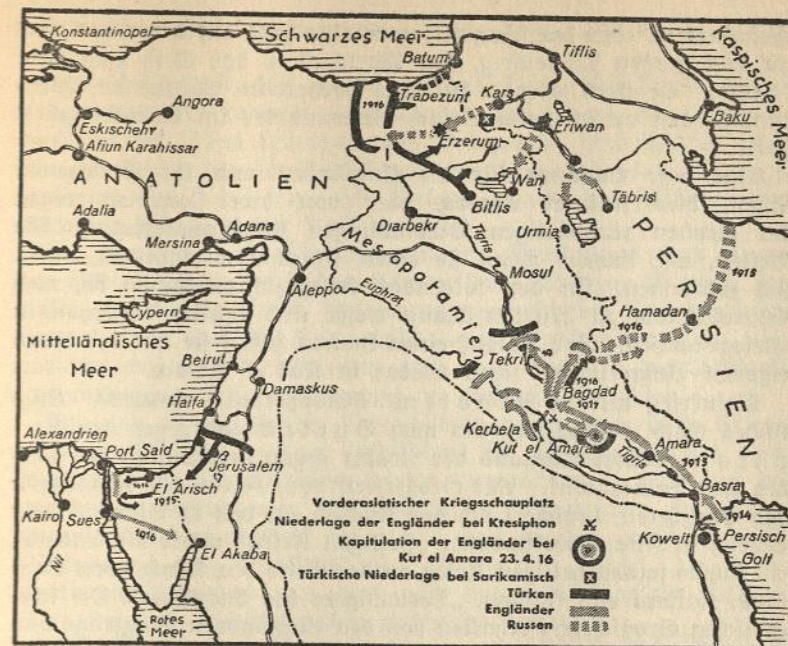 Konstantinopel
Schwarzes Meer
Batum
Tiflis
Kaspisches Meer
Trapezunt
Kars
1916
Angora
Eskischehr
Erzerum
Eriwan
Baku
Afiun Karahissar
ANATOLIEN
Wan
Bitlis
Täbris
Adalia
Adana
Diarbekr
Urmia
PERSIEN
Mersina
Mesopotamien
Tigris
Mosul
1918
Aleppo
Euphrat
Hamadan
Cypern
1916
Mittelländisches
Meer
Beirut
Tekrit
1916
Bagdad
1917
Damaskus
Haifa
Kerbela
Kut el Amara
Amara
Alexandrien
Port Said
Jerusalem
Tigris
1915
El Arisch
1916
1915
Basra
1914
Kairo
Sues
1916
El Akaba
Koweit
Persisch
Golf
Nil
Rotes
Meer
Vorderasiatischer Kriegsschauplatz
Niederlage der Engländer bei Ktesiphon
Kapitulation der Engländer bei
Kut el Amara 23.4.16
Türkische Niederlage bei Sarikamisch
Türken
Engländer
Russen